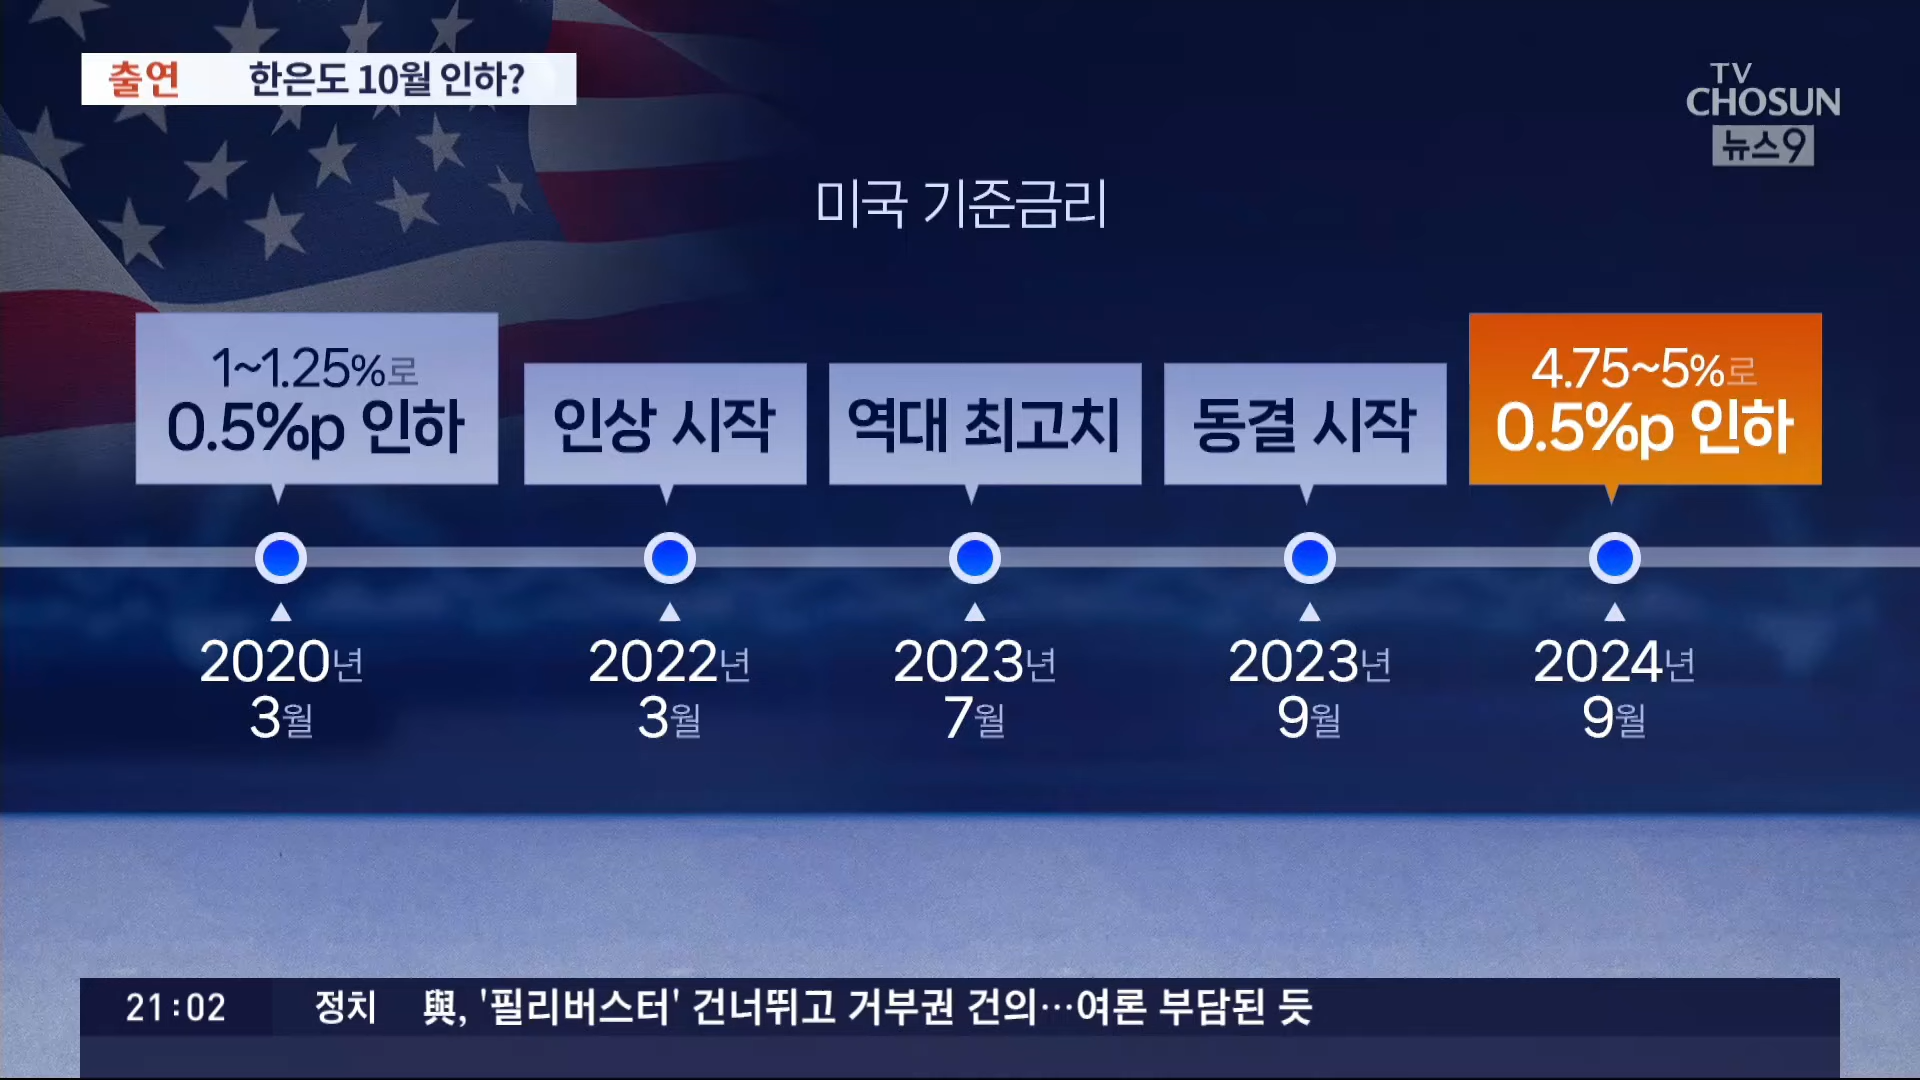 출연 한은도 10월 인하?
TV
CHOSUN
뉴스9
미국 기준금리
1~1.25%로
0.5%p 인하
인상 시작
역대 최고치
동결 시작
4.75~5%로
0.5%p 인하
2020년
3월
2022년
3월
2023년
7월
2023년
9월
2024년
9월
21:02 정치 與, '필리버스터' 건너뛰고 거부권 건의…여론 부담된 듯